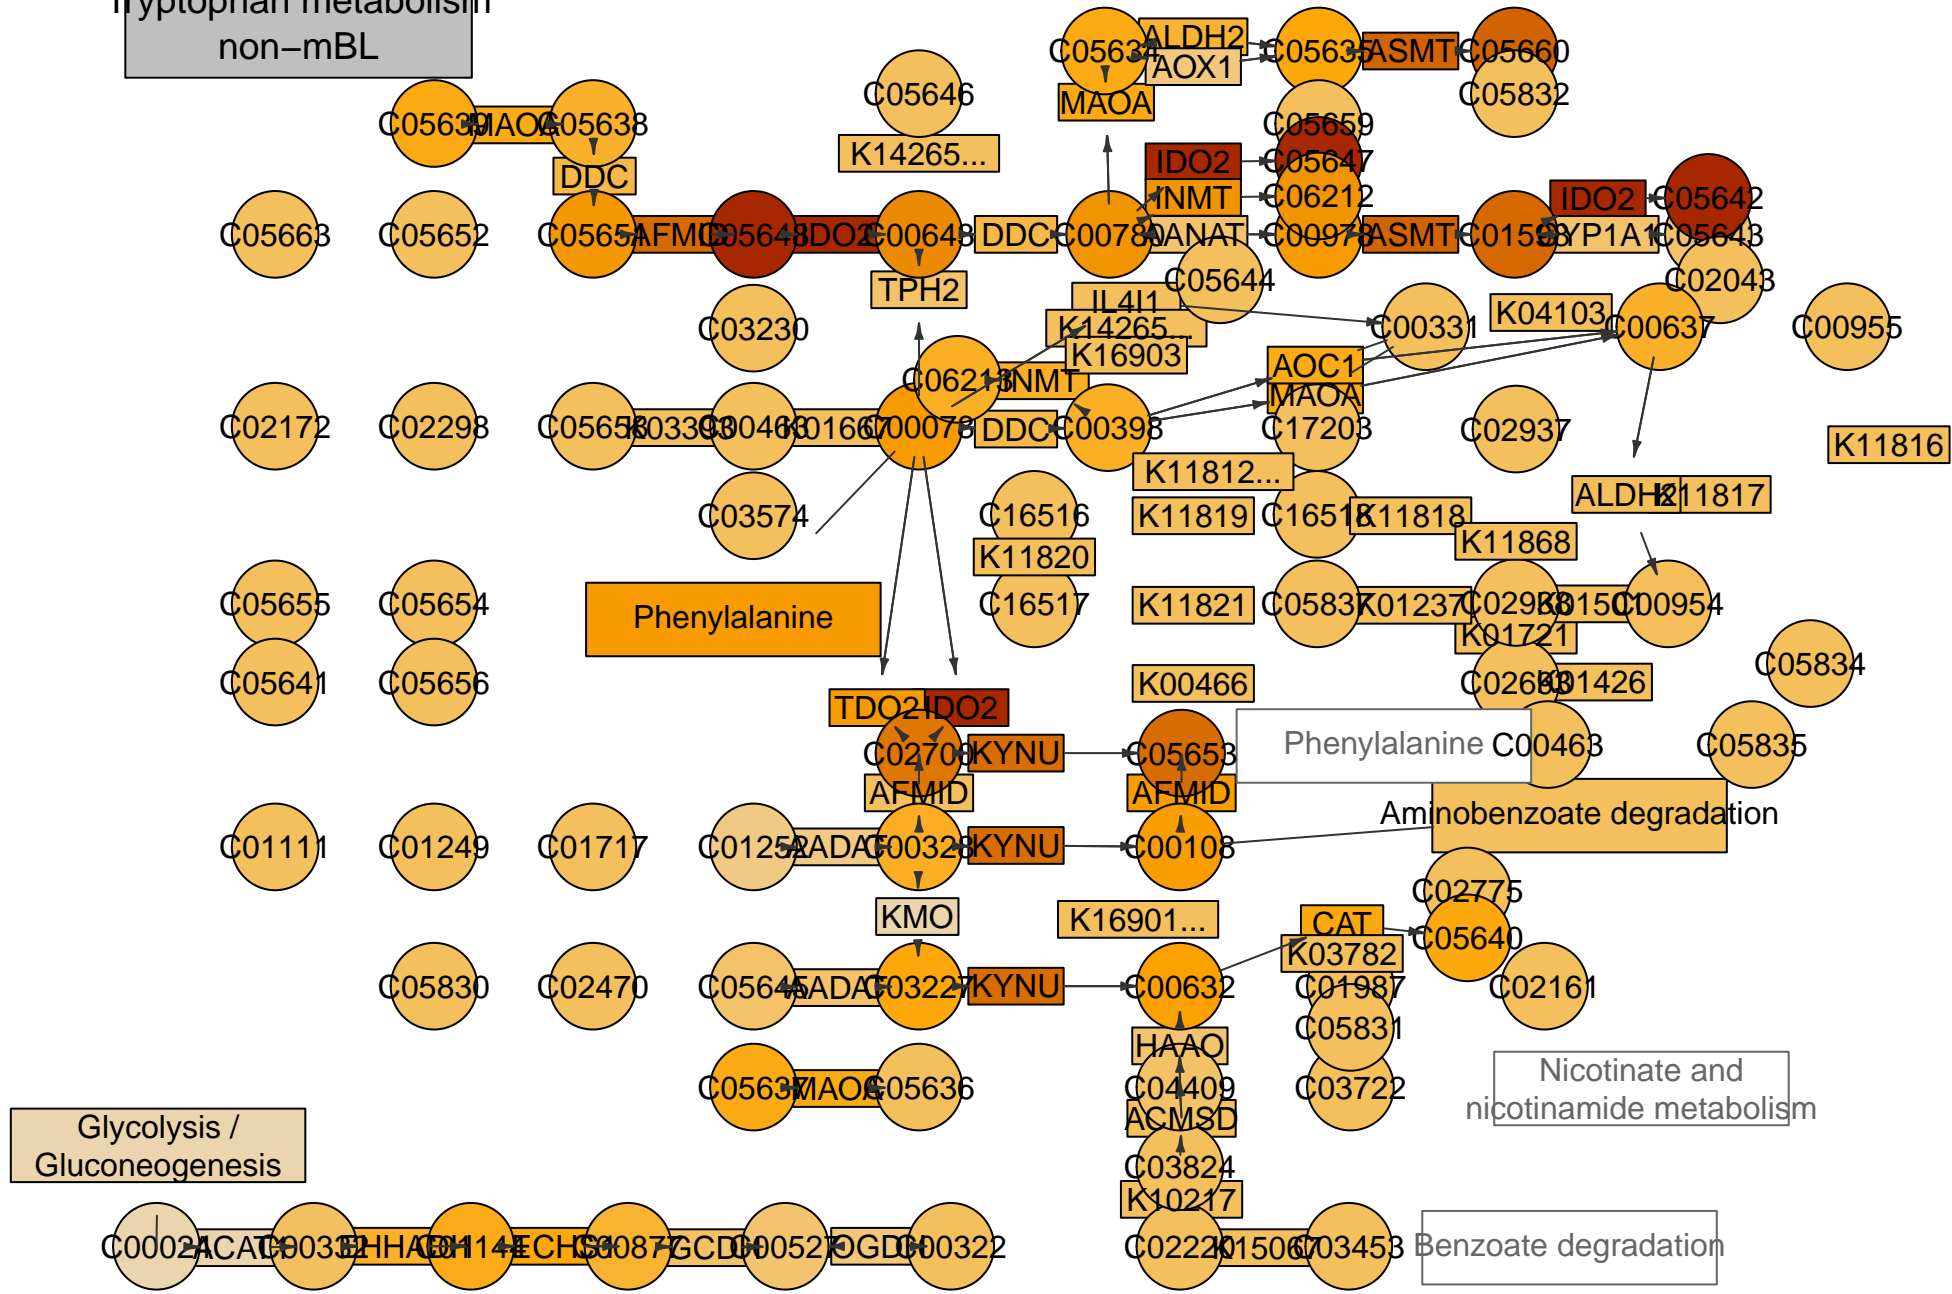 Tryptophan metabolism
non−mBL
C05634
ALDH2
AOX1
C05635
ASMT
C05660
C05832
MAOA
C05646
K14265...
C05639
MAOA
C05638
DDC
C05659
IDO2
C05647
INMT
C06212
C05663
C05652
C05651
AFMID
C05648
IDO2
C00643
DDC
C00780
AANAT
C00978
ASMT
C01598
IDO2
C05642
CYP1A1
C05643
C02043
TPH2
C05644
IL4I1
K14265...
K16903
C03230
C00331
K04103
C00637
C00955
C06213
INMT
AOC1
MAOA
C02172
C02298
C05658
K03393
C00463
K01667
C00078
DDC
C00398
C17203
C02937
K11816
K11812...
C03574
C16516
K11819
C16518
K11818
ALDH2
K11817
K11868
K11820
C05655
C05654
Phenylalanine
C16517
K11821
C05837
K01237
C02938
K01501
C00954
K01721
C05641
C05656
K00466
C02693
K01426
C05834
TDO2
IDO2
C02700
KYNU
C05653
Phenylalanine
C00463
C05835
AFMID
AFMID
Aminobenzoate degradation
C01111
C01249
C01717
C01252
AADAT
C00328
KYNU
C00108
C02775
KMO
K16901...
CAT
K03782
C05640
C05830
C02470
C05645
AADAT
C03227
KYNU
C00632
C01987
C02161
C05831
HAAO
C05637
MAOA
C05636
C04409
C03722
Nicotinate and
nicotinamide metabolism
ACMSD
Glycolysis /
Gluconeogenesis
C03824
K10217
C00024
ACAT1
C00332
EHHADH
C01144
ECHS1
C00877
GCDH
C00527
OGDH
C00322
C02220
K15067
C03453
Benzoate degradation